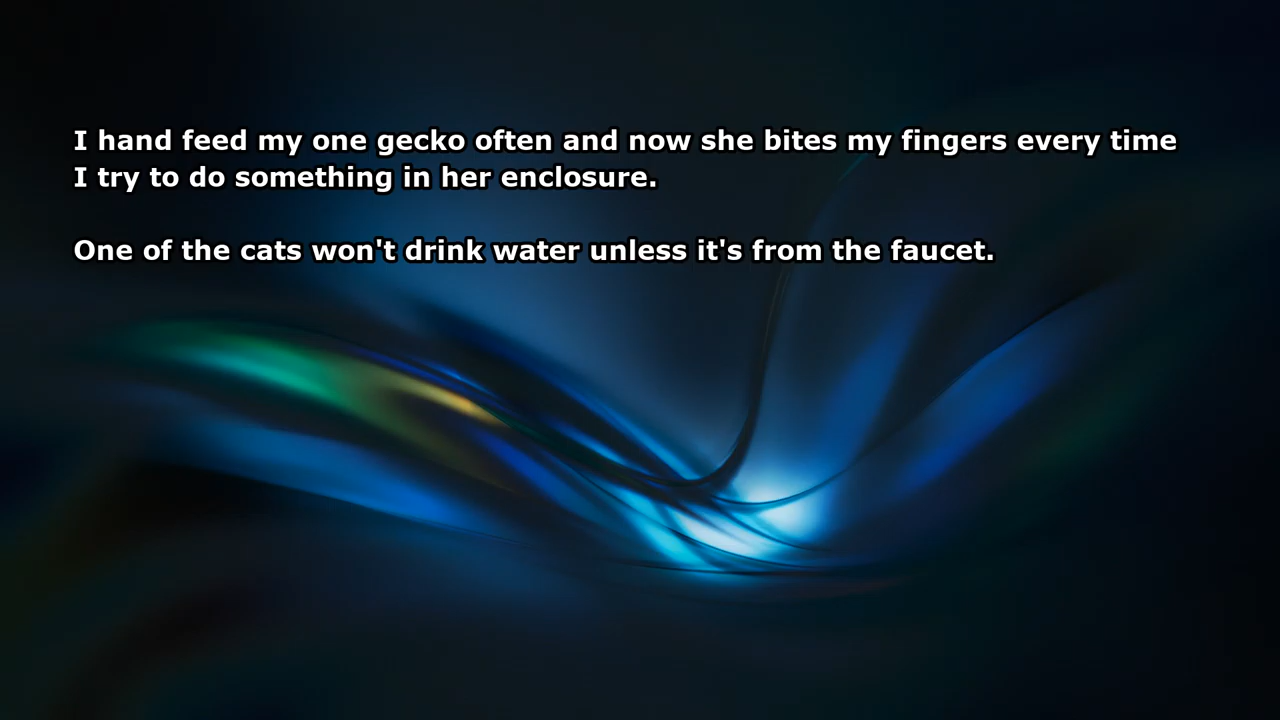 I hand feed my one gecko often and now she bites my fingers every time
I try to do something in her enclosure.
One of the cats won't drink water unless it's from the faucet.